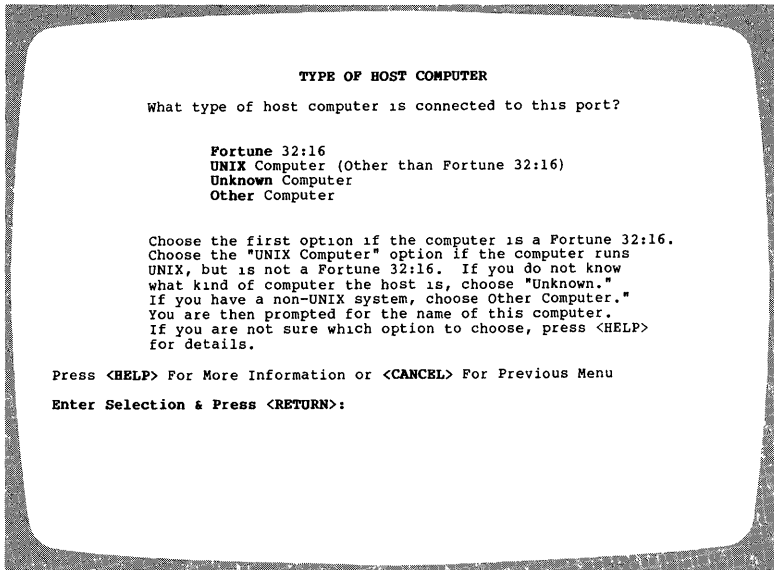 TYPE OF HOST COMPUTER
What type of host computer is connected to this port?
Fortune 32:16
UNIX Computer (Other than Fortune 32:16)
Unknown Computer
Other Computer
Choose the first option if the computer is a Fortune 32:16.
Choose the "UNIX Computer" option if the computer runs
UNIX, but is not a Fortune 32:16. If you do not know
what kind of computer the host is, choose "Unknown."
If you have a non-UNIX system, choose Other Computer."
You are then prompted for the name of this computer.
If you are not sure which option to choose, press <HELP>
for details.
Press <HELP> For More Information or <CANCEL> For Previous Menu
Enter Selection & Press <RETURN>: